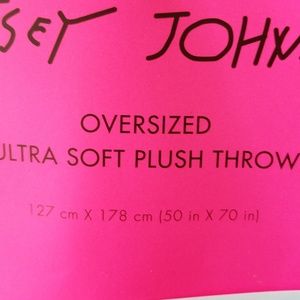 SEY JOHN
OVERSIZED
ULTRA SOFT PLUSH THROW
127 cm X 178 cm (50 in X 70 in)